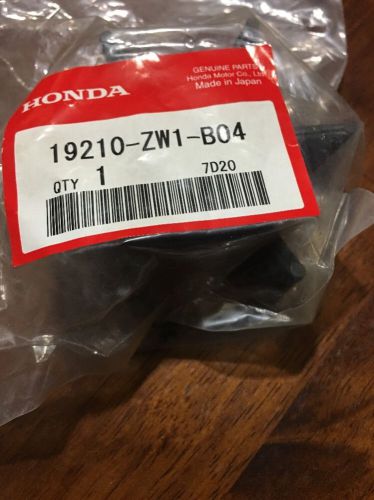 GENUINE PARTS
Honda Motor Co., Ltd.
Made in Japan
HONDA
19210-ZW1-B04
QTY 1 7D20